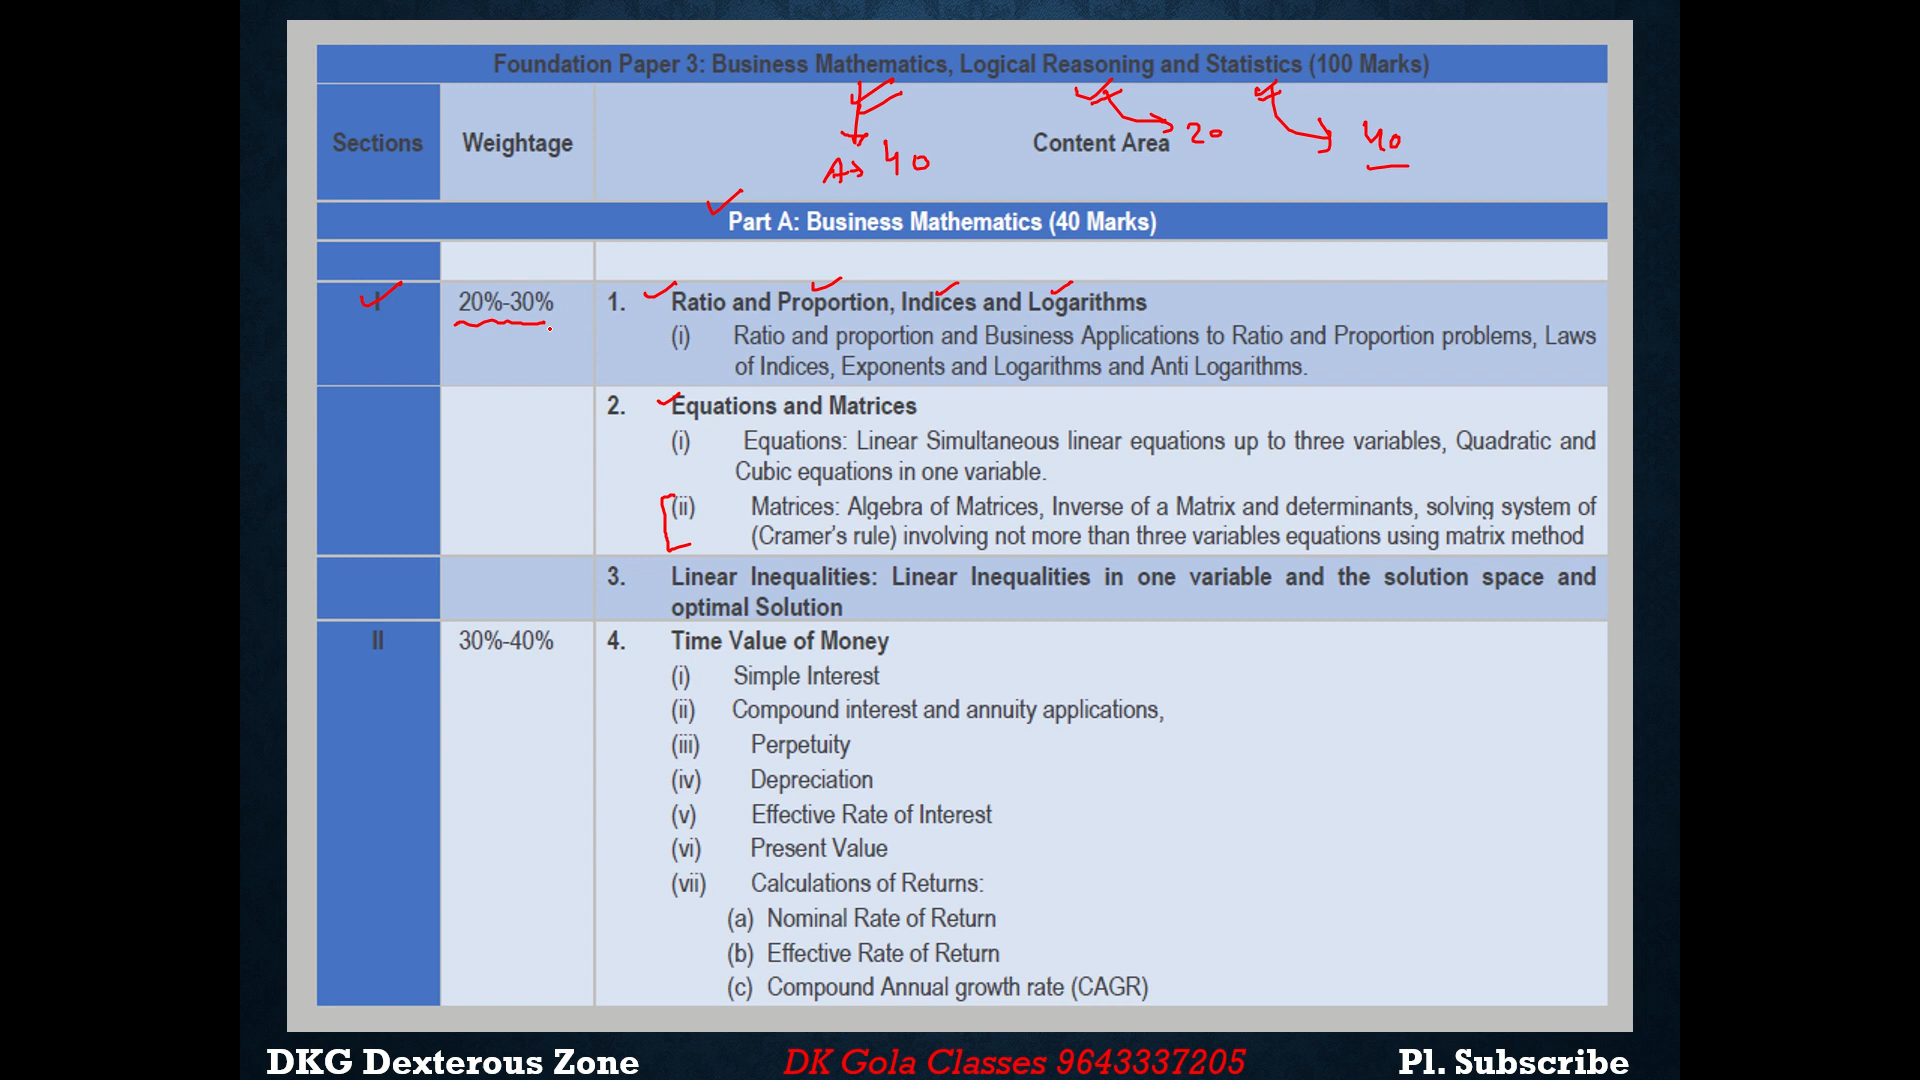 Foundation Paper 3: Business Mathematics, Logical Reasoning and Statistics (100 Marks)
Sections Weightage Content Area
A→ 40 20 40
Part A: Business Mathematics (40 Marks)
I 20%-30% 1. Ratio and Proportion, Indices and Logarithms
(i) Ratio and proportion and Business Applications to Ratio and Proportion problems, Laws
of Indices, Exponents and Logarithms and Anti Logarithms.
2. Equations and Matrices
(i) Equations: Linear Simultaneous linear equations up to three variables, Quadratic and
Cubic equations in one variable.
(ii) Matrices: Algebra of Matrices, Inverse of a Matrix and determinants, solving system of
(Cramer's rule) involving not more than three variables equations using matrix method
3. Linear Inequalities: Linear Inequalities in one variable and the solution space and
optimal Solution
II 30%-40% 4. Time Value of Money
(i) Simple Interest
(ii) Compound interest and annuity applications,
(iii) Perpetuity
(iv) Depreciation
(v) Effective Rate of Interest
(vi) Present Value
(vii) Calculations of Returns:
(a) Nominal Rate of Return
(b) Effective Rate of Return
(c) Compound Annual growth rate (CAGR)
DKG Dexterous Zone DK Gola Classes 9643337205 Pl. Subscribe